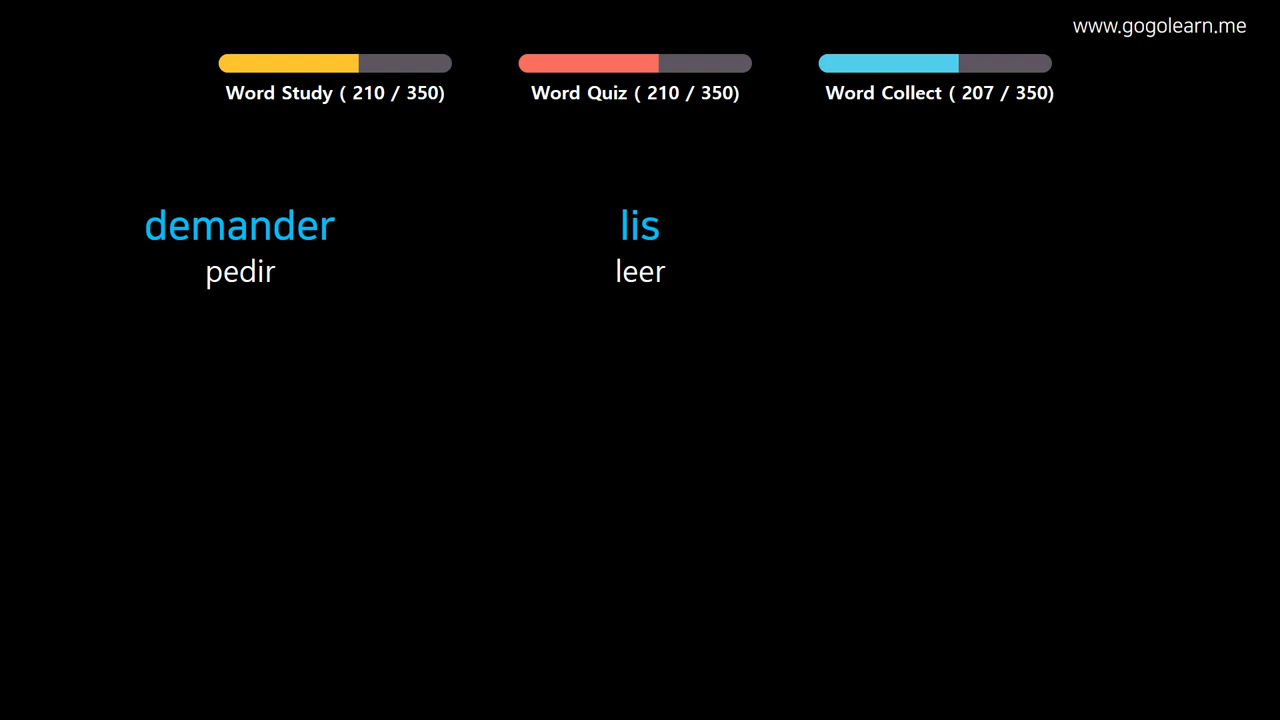 www.gogolearn.me
Word Study ( 210 / 350)
Word Quiz ( 210 / 350)
Word Collect ( 207 / 350)
demander
pedir
lis
leer